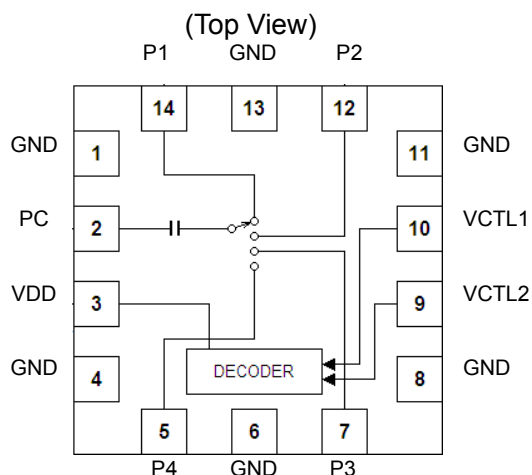 (Top View)
P1 GND P2
14 13 12
GND 1 11 GND
PC 2 10 VCTL1
VDD 3 9 VCTL2
GND 4 DECODER 8 GND
5 6 7
P4 GND P3